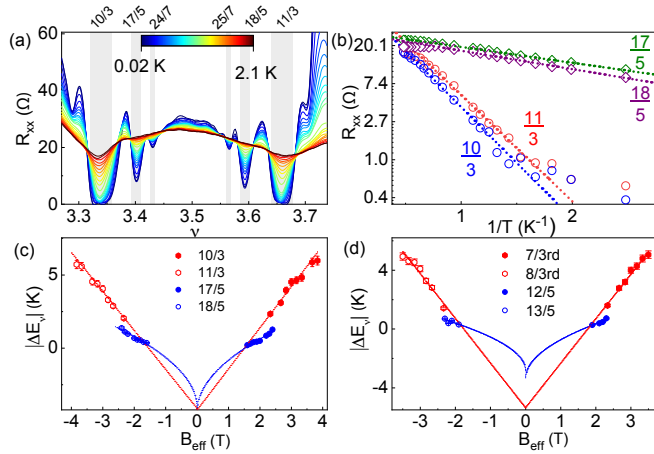 10/3 17/5 24/7 25/7 18/5 11/3
(a)
0.02 K
2.1 K
60
40
20
0
R_xx (Ω)
3.3 3.4 3.5 3.6 3.7
ν
(b)
20.1
7.4
2.7
1.0
0.4
R_xx (Ω)
17/5
18/5
11/3
10/3
1 2
1/T (K⁻¹)
(c)
10/3
11/3
17/5
18/5
5
0
|ΔE_ν| (K)
-4 -3 -2 -1 0 1 2 3 4
B_eff (T)
(d)
7/3rd
8/3rd
12/5
13/5
4
0
-4
|ΔE_ν| (K)
-3 -2 -1 0 1 2 3
B_eff (T)